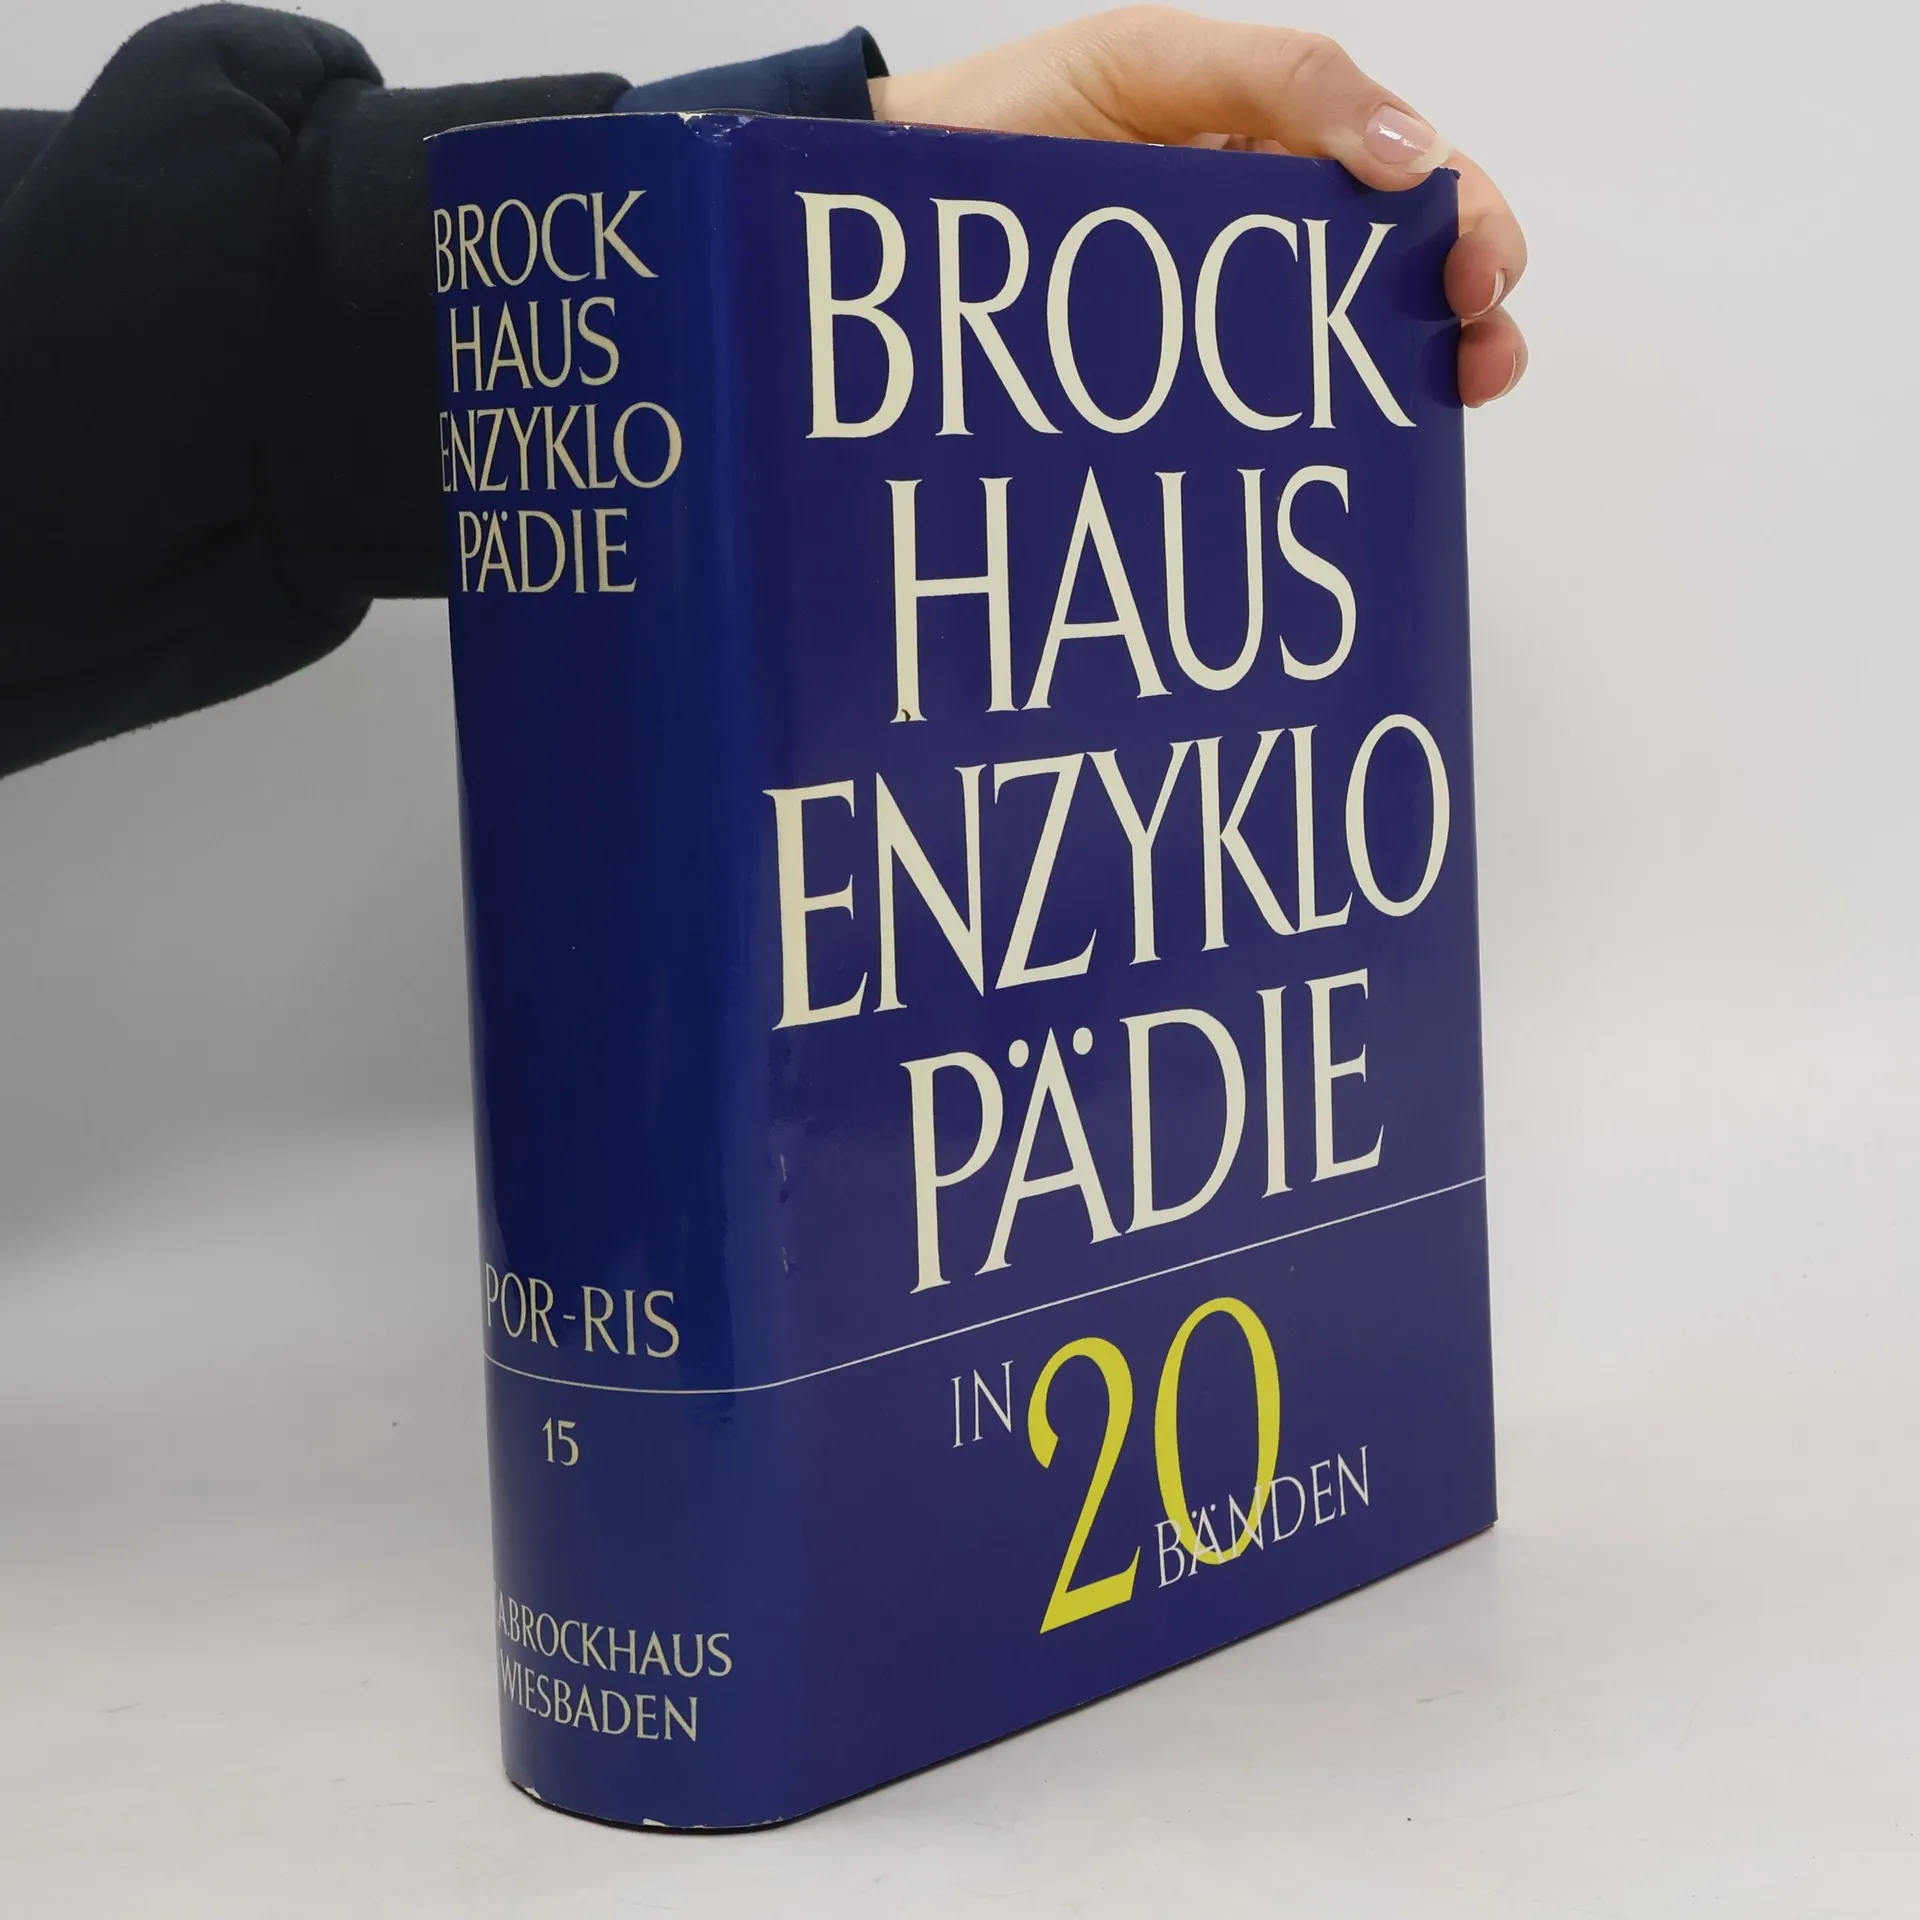 BROCK
HAUS
ENZYKLO
PÄDIE
POR-RIS
15
A.BROCKHAUS
WIESBADEN
BROCK
HAUS
ENZYKLO
PÄDIE
IN 20 BÄNDEN